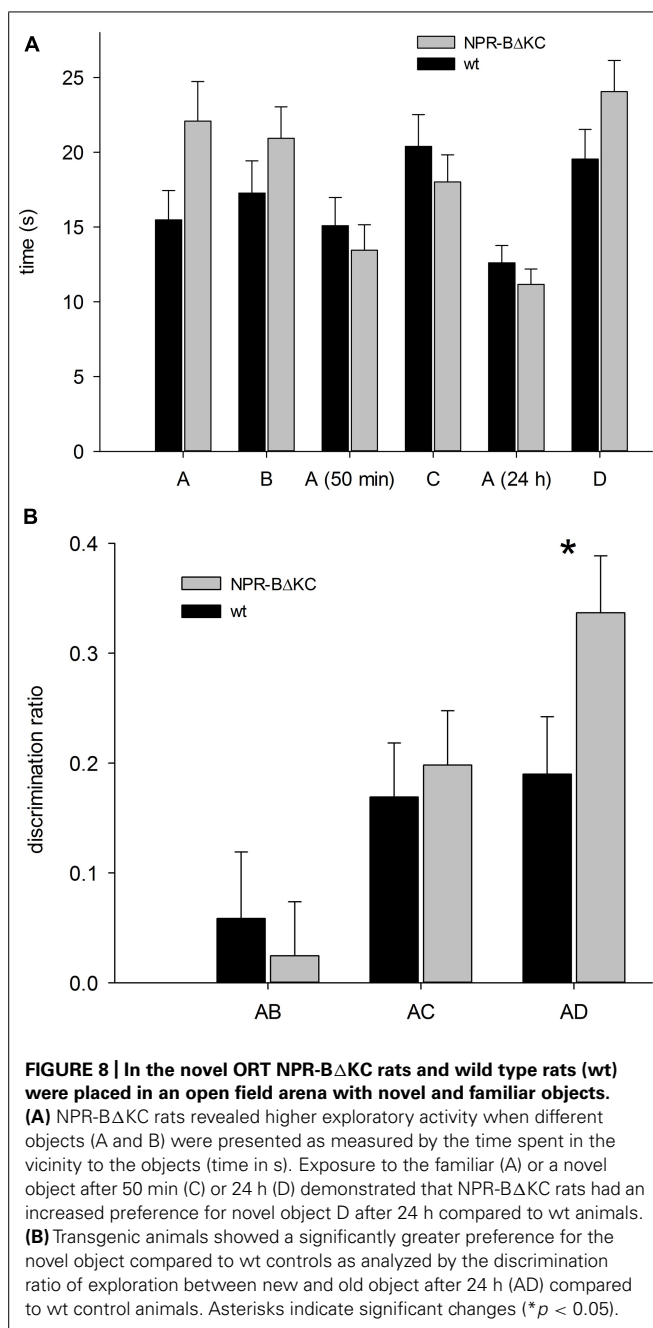 A
NPR-BΔKC
wt
25
20
15
10
5
0
time (s)
A B A (50 min) C A (24 h) D
B
0.4
*
NPR-BΔKC
wt
0.3
0.2
0.1
0.0
discrimination ratio
AB AC AD
FIGURE 8 | In the novel ORT NPR-BΔKC rats and wild type rats (wt)
were placed in an open field arena with novel and familiar objects.
(A) NPR-BΔKC rats revealed higher exploratory activity when different
objects (A and B) were presented as measured by the time spent in the
vicinity to the objects (time in s). Exposure to the familiar (A) or a novel
object after 50 min (C) or 24 h (D) demonstrated that NPR-BΔKC rats had an
increased preference for novel object D after 24 h compared to wt animals.
(B) Transgenic animals showed a significantly greater preference for the
novel object compared to wt controls as analyzed by the discrimination
ratio of exploration between new and old object after 24 h (AD) compared
to wt control animals. Asterisks indicate significant changes (*p < 0.05).